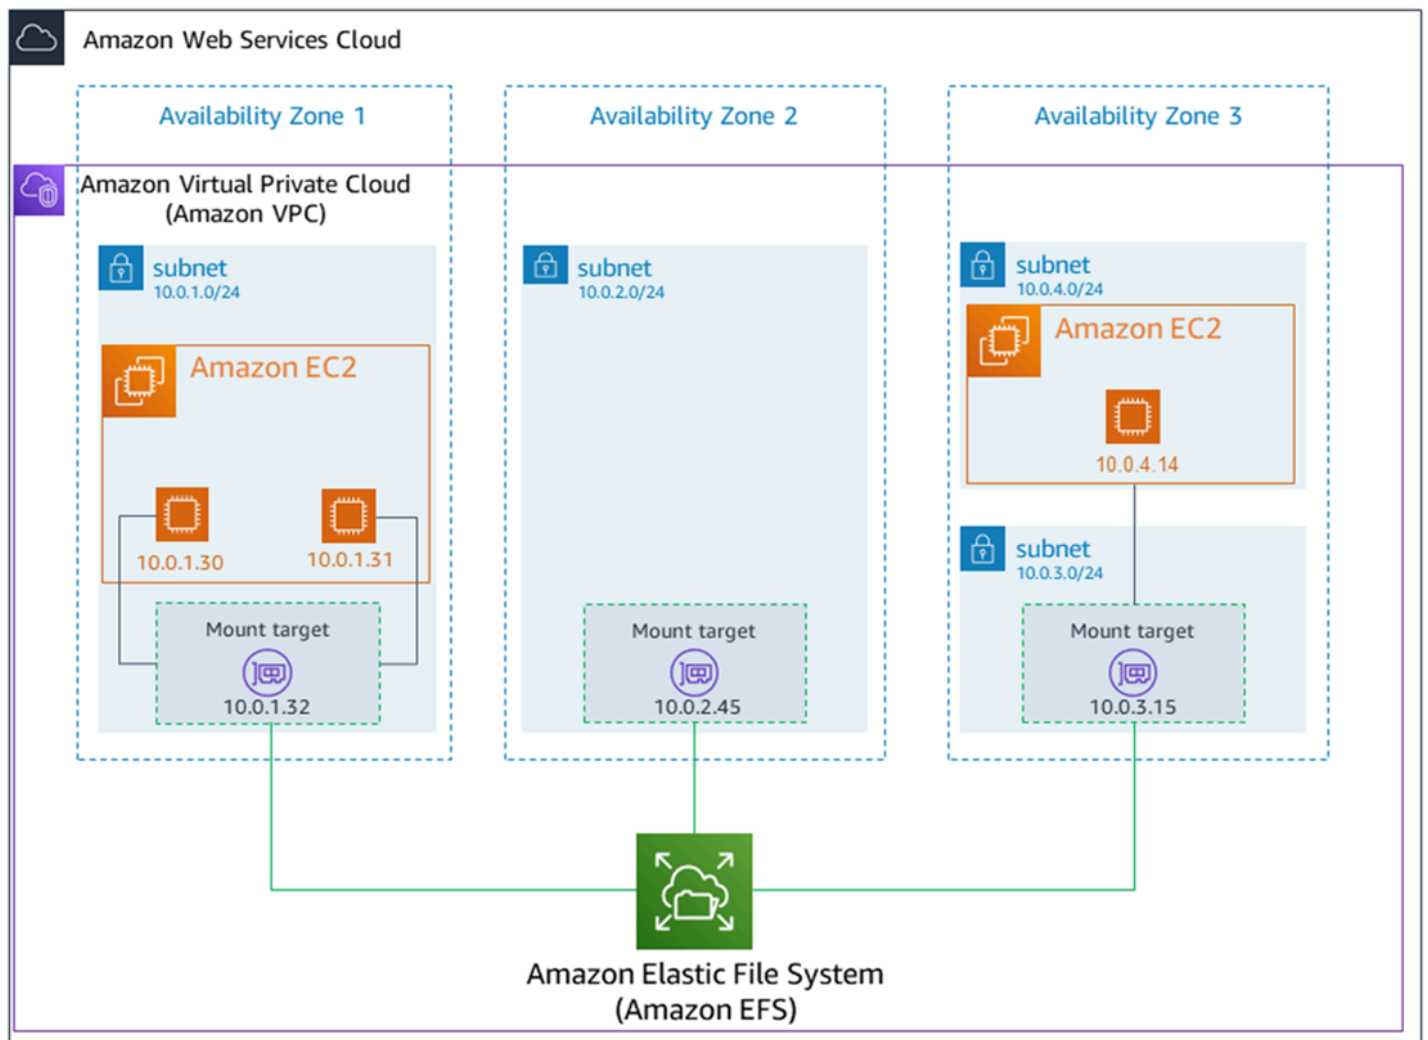 Amazon Web Services Cloud
Availability Zone 1
Availability Zone 2
Availability Zone 3
Amazon Virtual Private Cloud
(Amazon VPC)
subnet
10.0.1.0/24
Amazon EC2
10.0.1.30
10.0.1.31
Mount target
10.0.1.32
subnet
10.0.2.0/24
Mount target
10.0.2.45
subnet
10.0.4.0/24
Amazon EC2
10.0.4.14
subnet
10.0.3.0/24
Mount target
10.0.3.15
Amazon Elastic File System
(Amazon EFS)